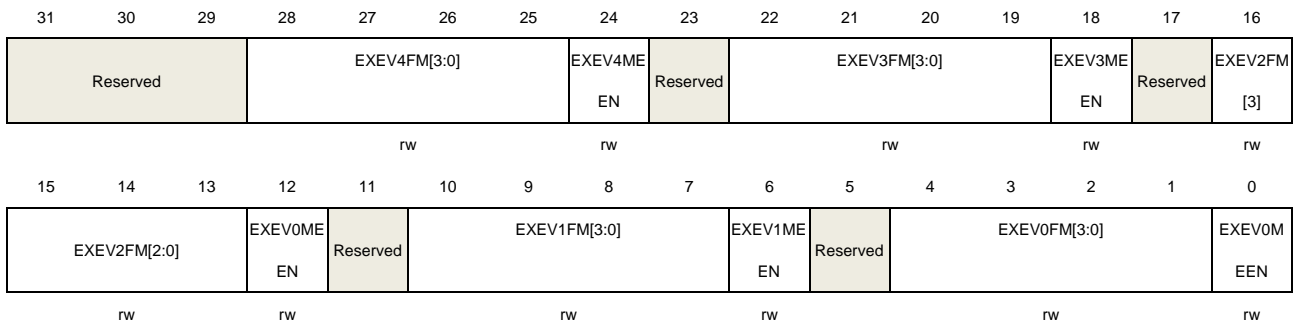 31 30 29 28 27 26 25 24 23 22 21 20 19 18 17 16
Reserved EXEV4FM[3:0] EXEV4ME EN Reserved EXEV3FM[3:0] EXEV3ME EN Reserved EXEV2FM [3]
rw rw rw rw rw
15 14 13 12 11 10 9 8 7 6 5 4 3 2 1 0
EXEV2FM[2:0] EXEV0ME EN Reserved EXEV1FM[3:0] EXEV1ME EN Reserved EXEV0FM[3:0] EXEV0M EEN
rw rw rw rw rw rw